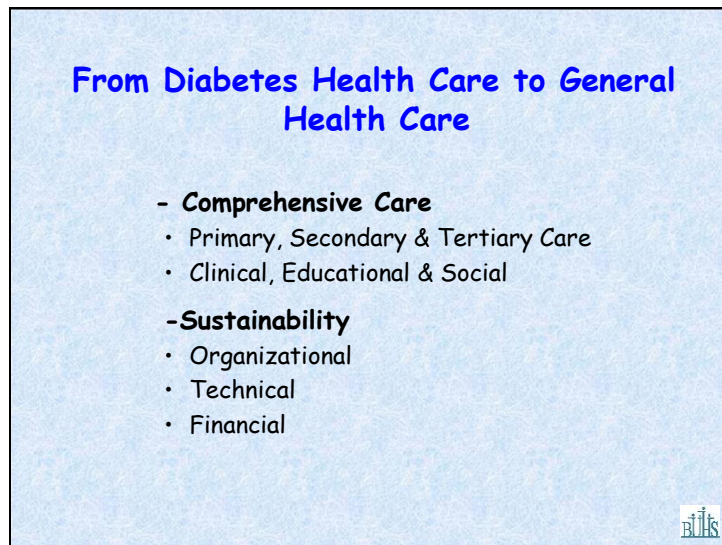 From Diabetes Health Care to General
Health Care
- Comprehensive Care
• Primary, Secondary & Tertiary Care
• Clinical, Educational & Social
-Sustainability
• Organizational
• Technical
• Financial
BUHS